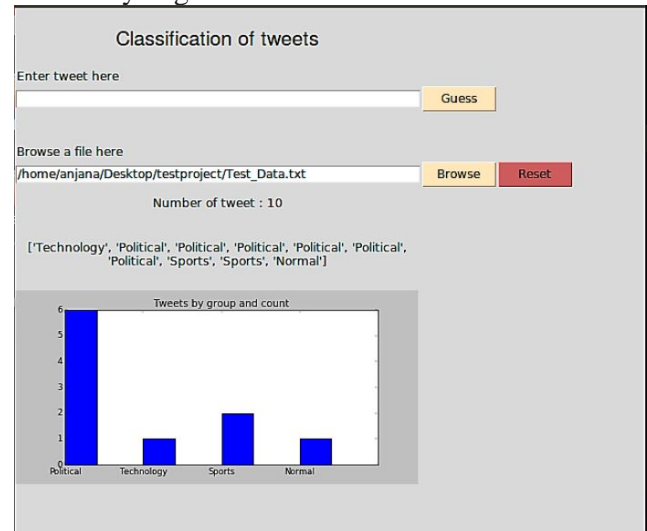 Classification of tweets
Enter tweet here
Guess
Browse a file here
/home/anjana/Desktop/testproject/Test_Data.txt
Browse
Reset
Number of tweet : 10
['Technology', 'Political', 'Political', 'Political', 'Political', 'Political',
'Political', 'Sports', 'Sports', 'Normal']
Tweets by group and count
6
5
4
3
2
1
0
Political Technology Sports Normal